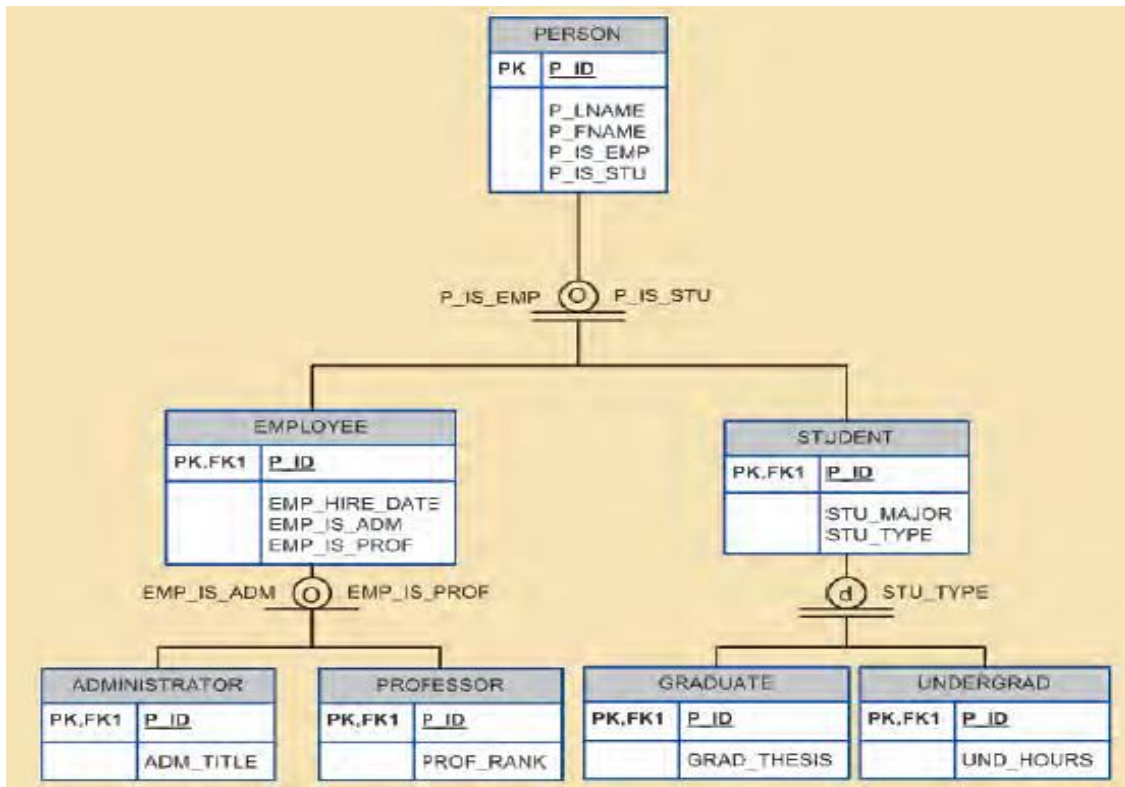 PERSON
PK P_ID
P_LNAME
P_FNAME
P_IS_EMP
P_IS_STU
P_IS_EMP O P_IS_STU
EMPLOYEE
PK,FK1 P_ID
EMP_HIRE_DATE
EMP_IS_ADM
EMP_IS_PROF
STUDENT
PK,FK1 P_ID
STU_MAJOR
STU_TYPE
EMP_IS_ADM O EMP_IS_PROF
d STU_TYPE
ADMINISTRATOR
PK,FK1 P_ID
ADM_TITLE
PROFESSOR
PK,FK1 P_ID
PROF_RANK
GRADUATE
PK,FK1 P_ID
GRAD_THESIS
UNDERGRAD
PK,FK1 P_ID
UND_HOURS